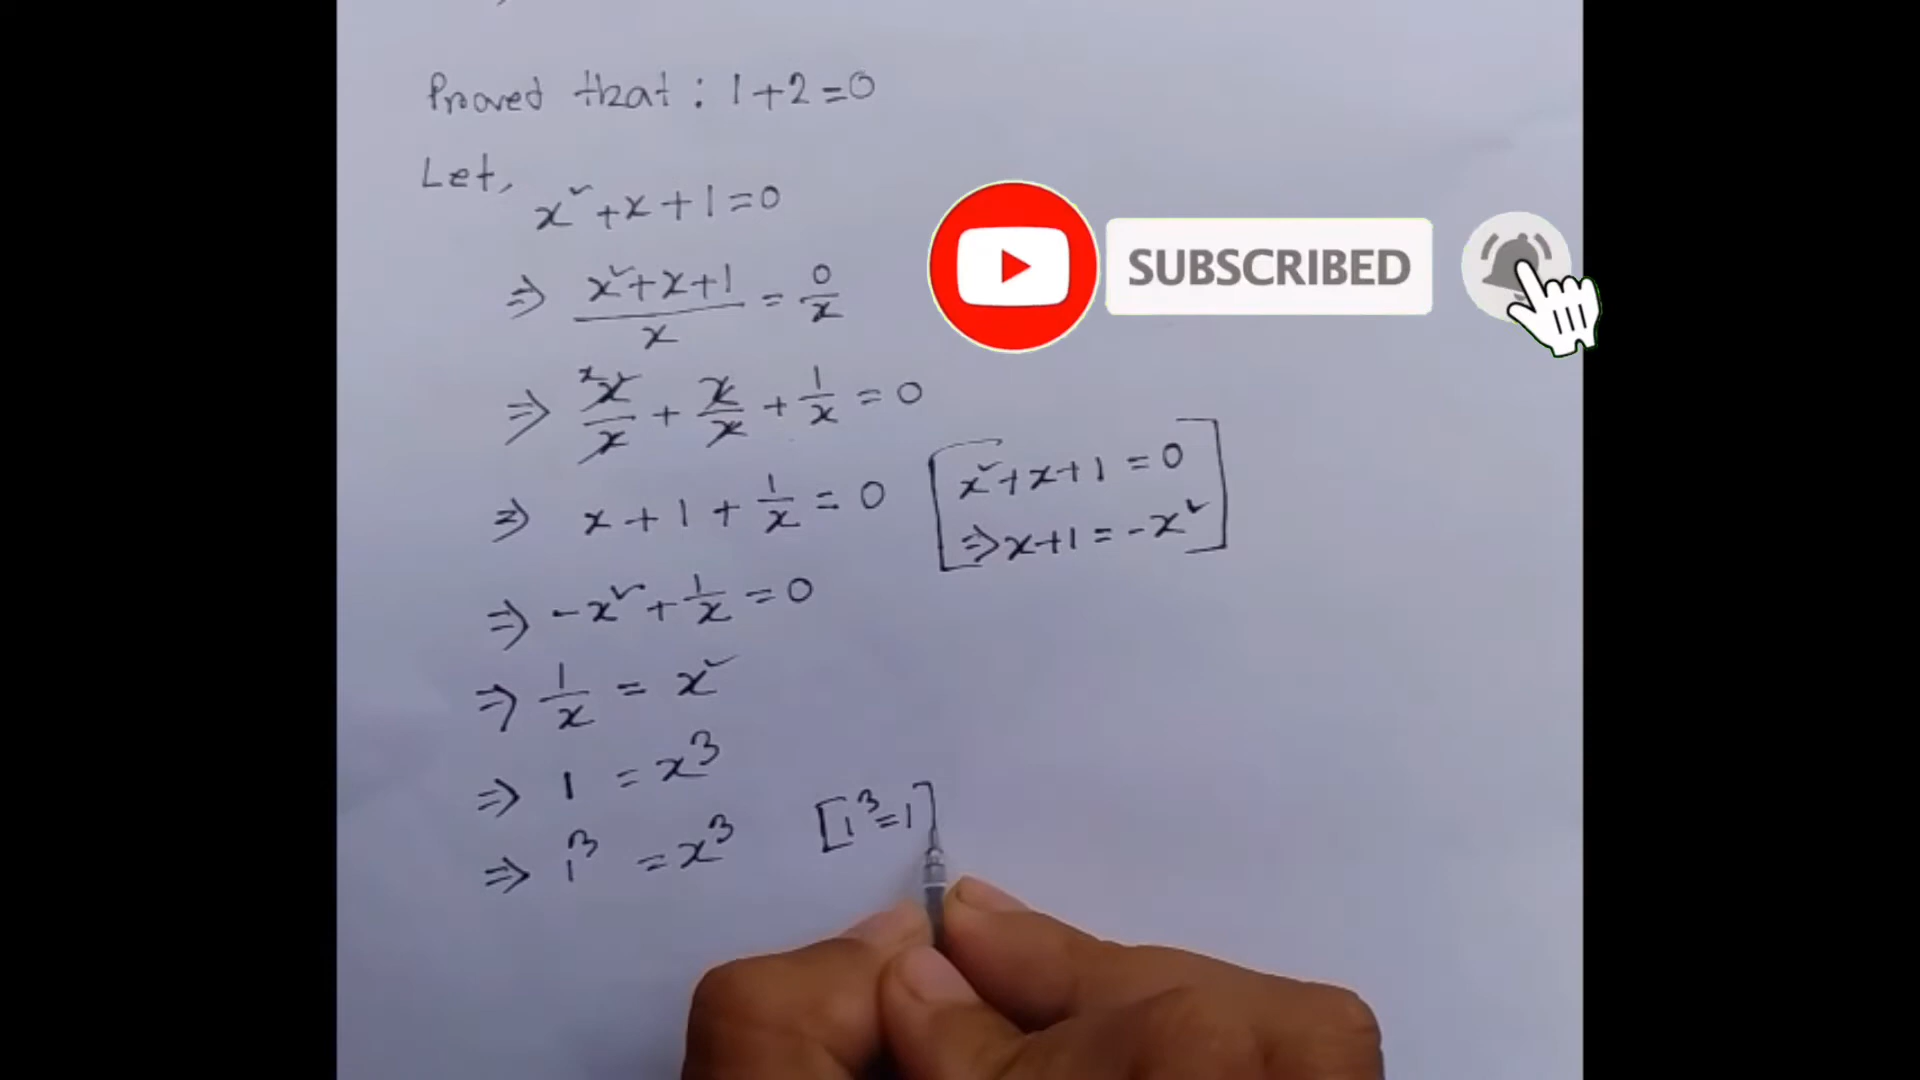 Proved that : 1+2=0
Let,
x²+x+1=0
⇒ (x²+x+1)/x = 0/x
SUBSCRIBED
⇒ x²/x + x/x + 1/x = 0
⇒ x+1+1/x = 0
[x²+x+1=0
⇒x+1=-x²]
⇒ -x²+1/x=0
⇒ 1/x = x²
⇒ 1 = x³
⇒ 1³ = x³ [1³=1]